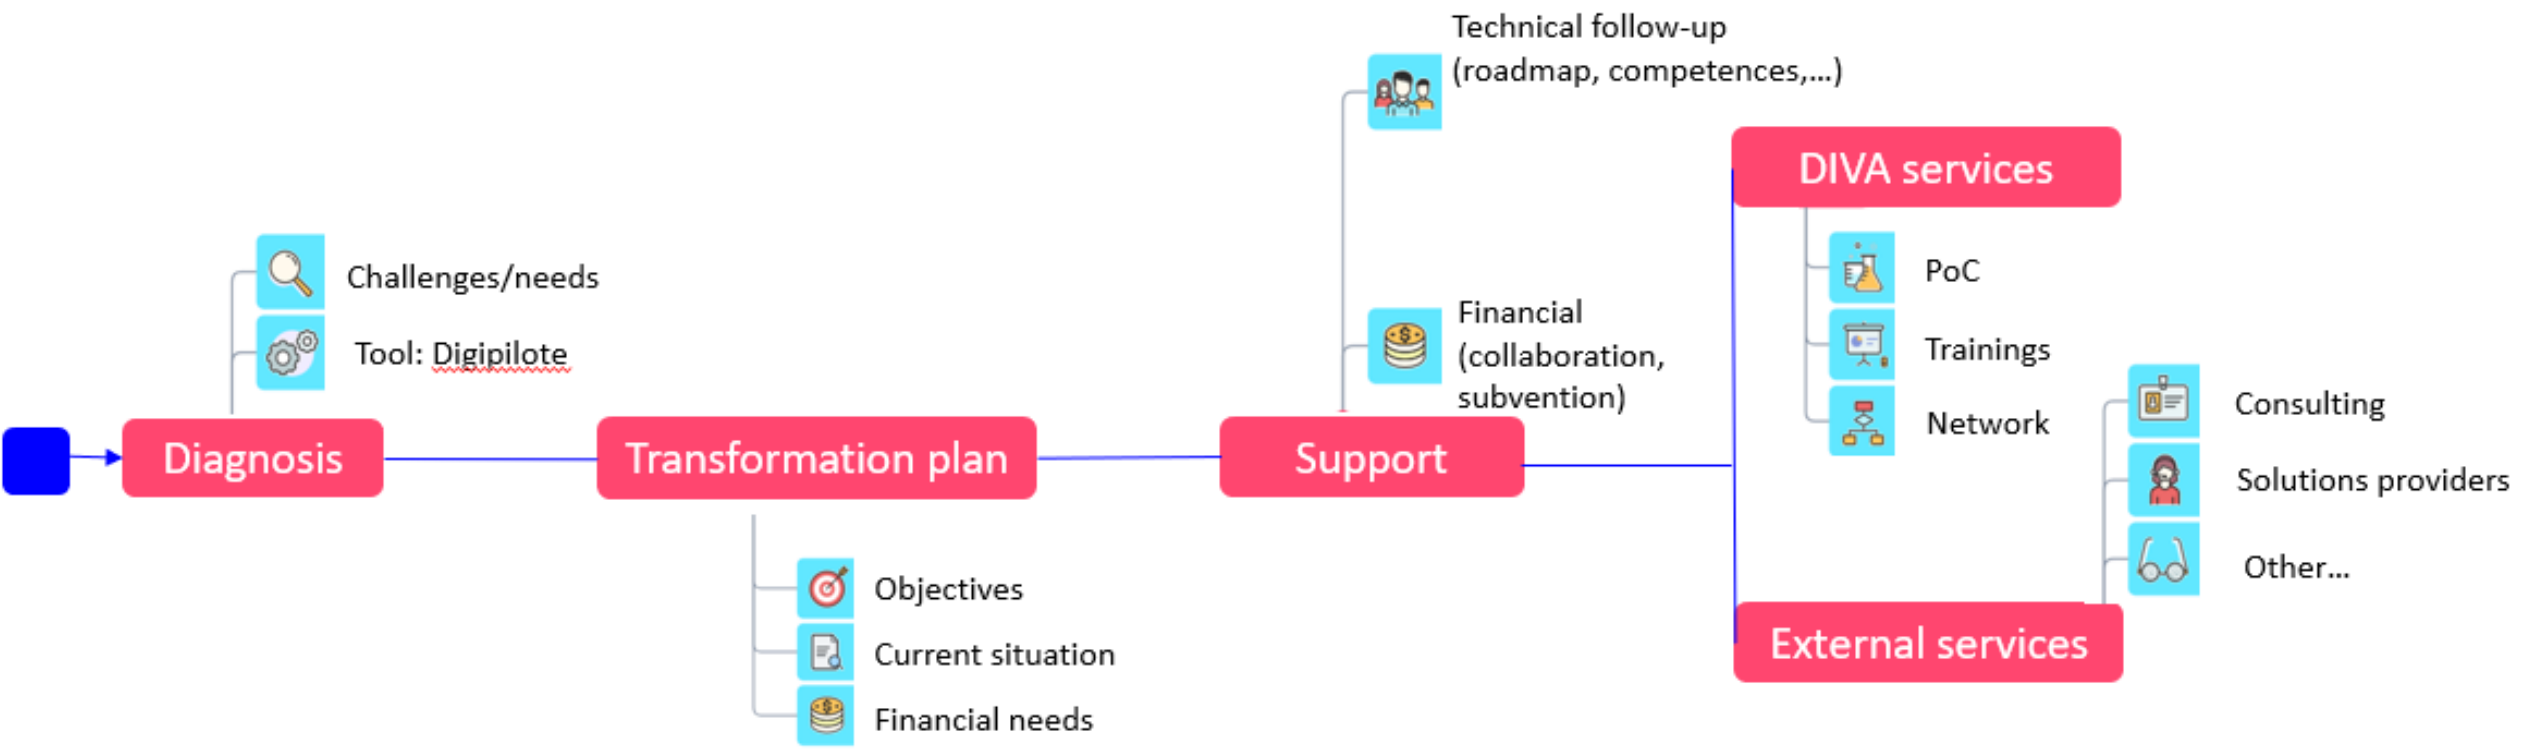 Technical follow-up
(roadmap, competences,...)
DIVA services
Challenges/needs
Tool: Digipilote
Financial
(collaboration,
subvention)
PoC
Trainings
Network
Consulting
Solutions providers
Other...
Diagnosis
Transformation plan
Support
Objectives
Current situation
Financial needs
External services